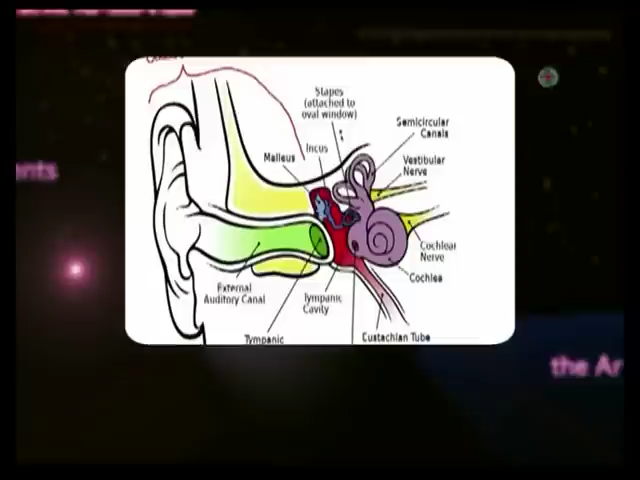 Stapes
(attached to
oval window)
Semicircular
Canals
Incus
Malleus
Vestibular
Nerve
ents
Cochlear
Nerve
Cochlea
External
Auditory Canal
Tympanic
Cavity
Tympanic
Eustachian Tube
the Ar